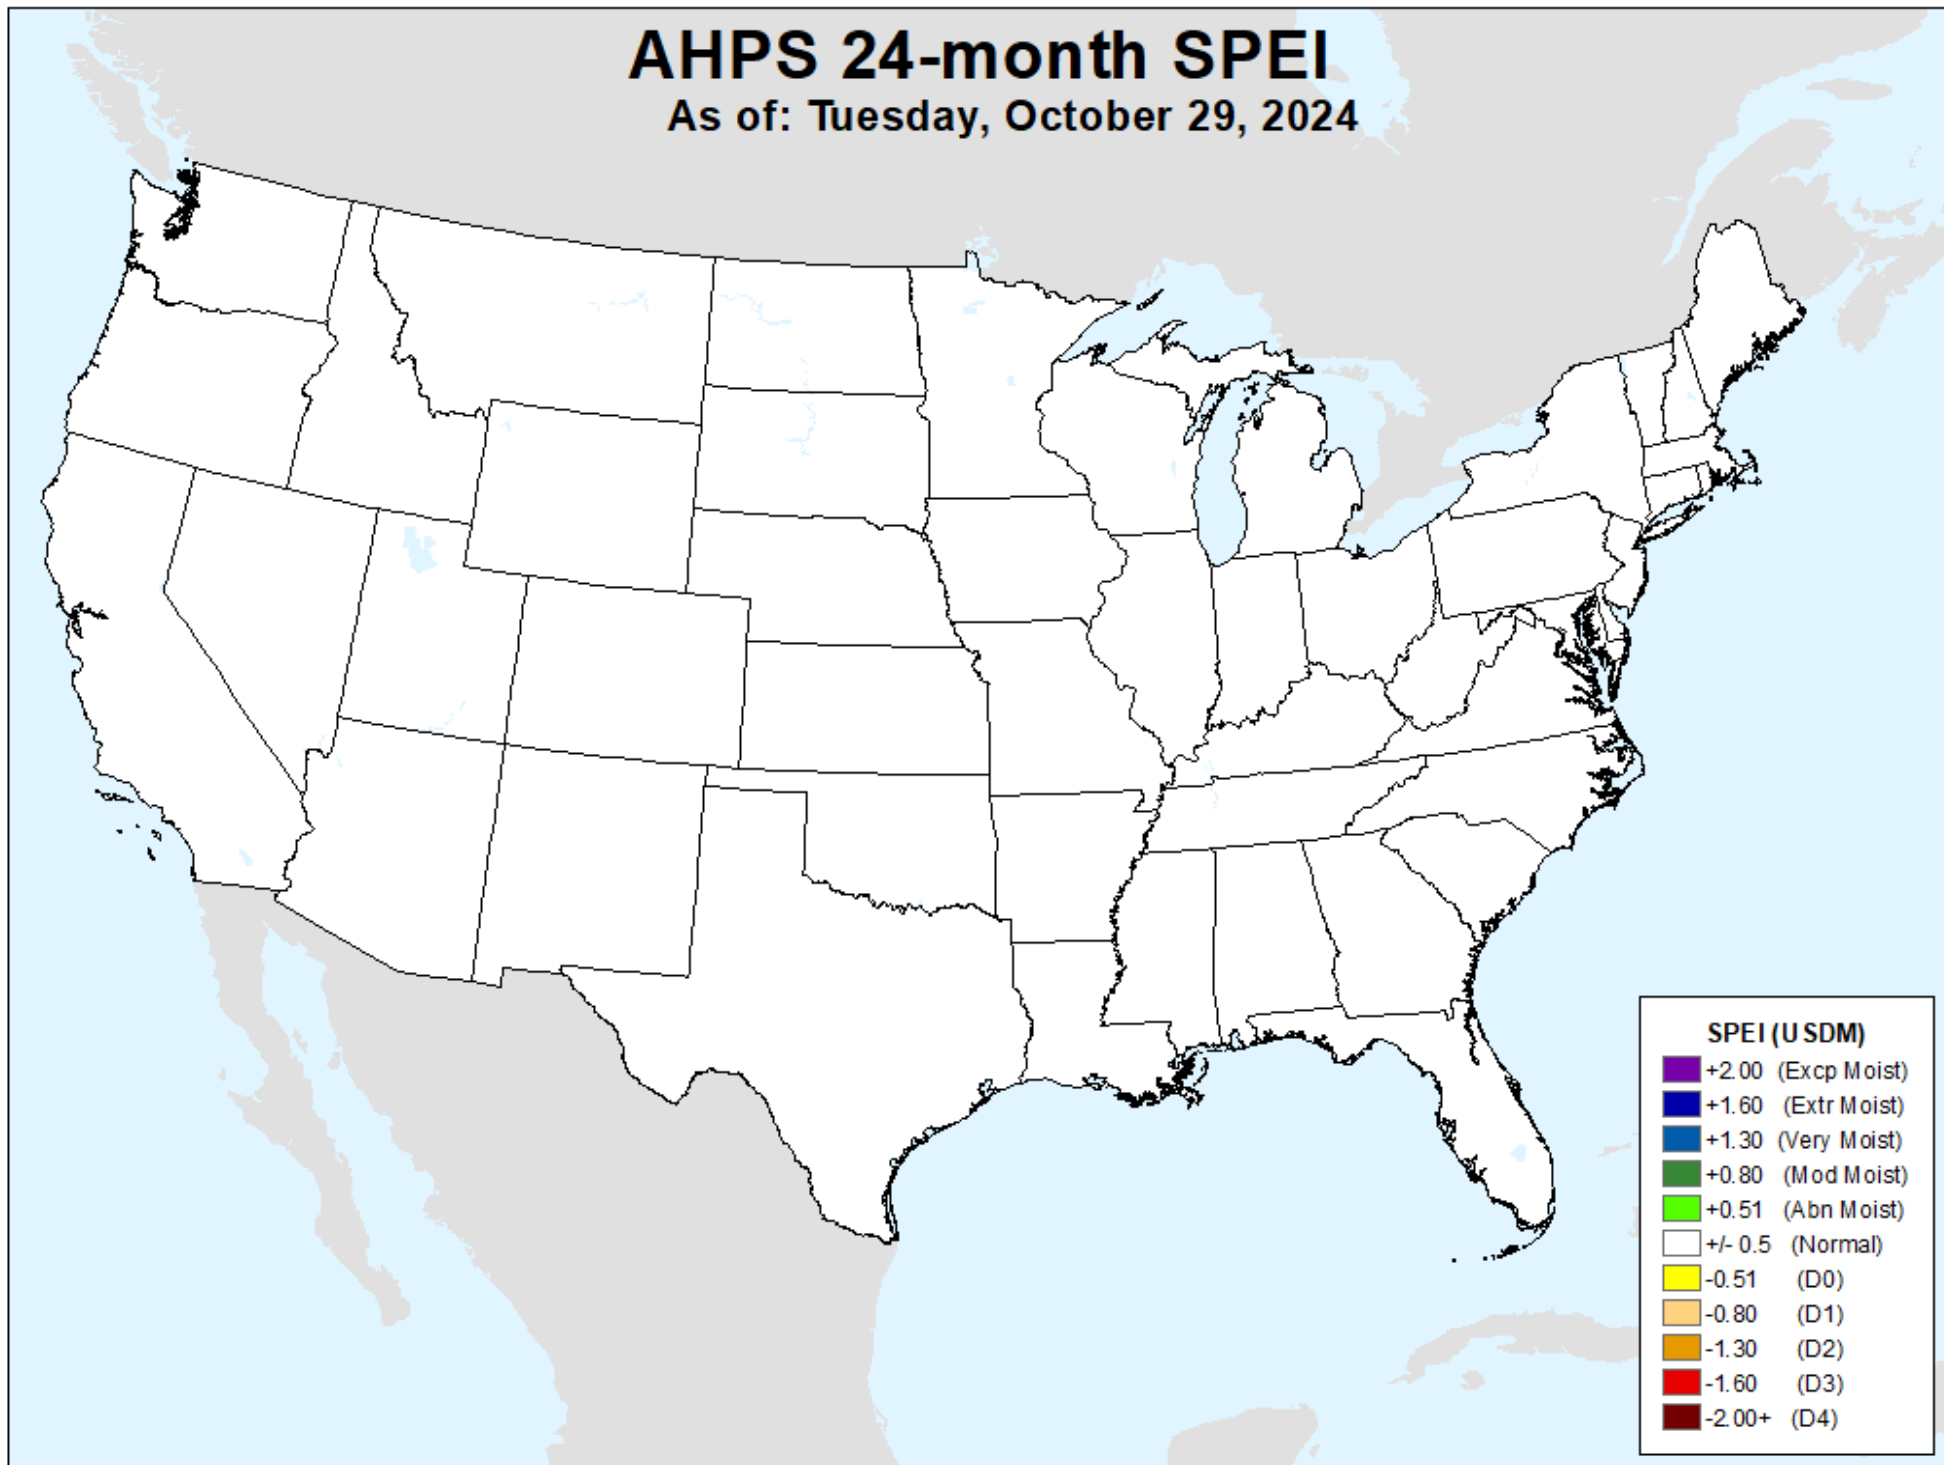 AHPS 24-month SPEI
As of: Tuesday, October 29, 2024
SPEI (USDM)
+2.00 (Excp Moist)
+1.60 (Extr Moist)
+1.30 (Very Moist)
+0.80 (Mod Moist)
+0.51 (Abn Moist)
+/- 0.5 (Normal)
-0.51 (D0)
-0.80 (D1)
-1.30 (D2)
-1.60 (D3)
-2.00+ (D4)